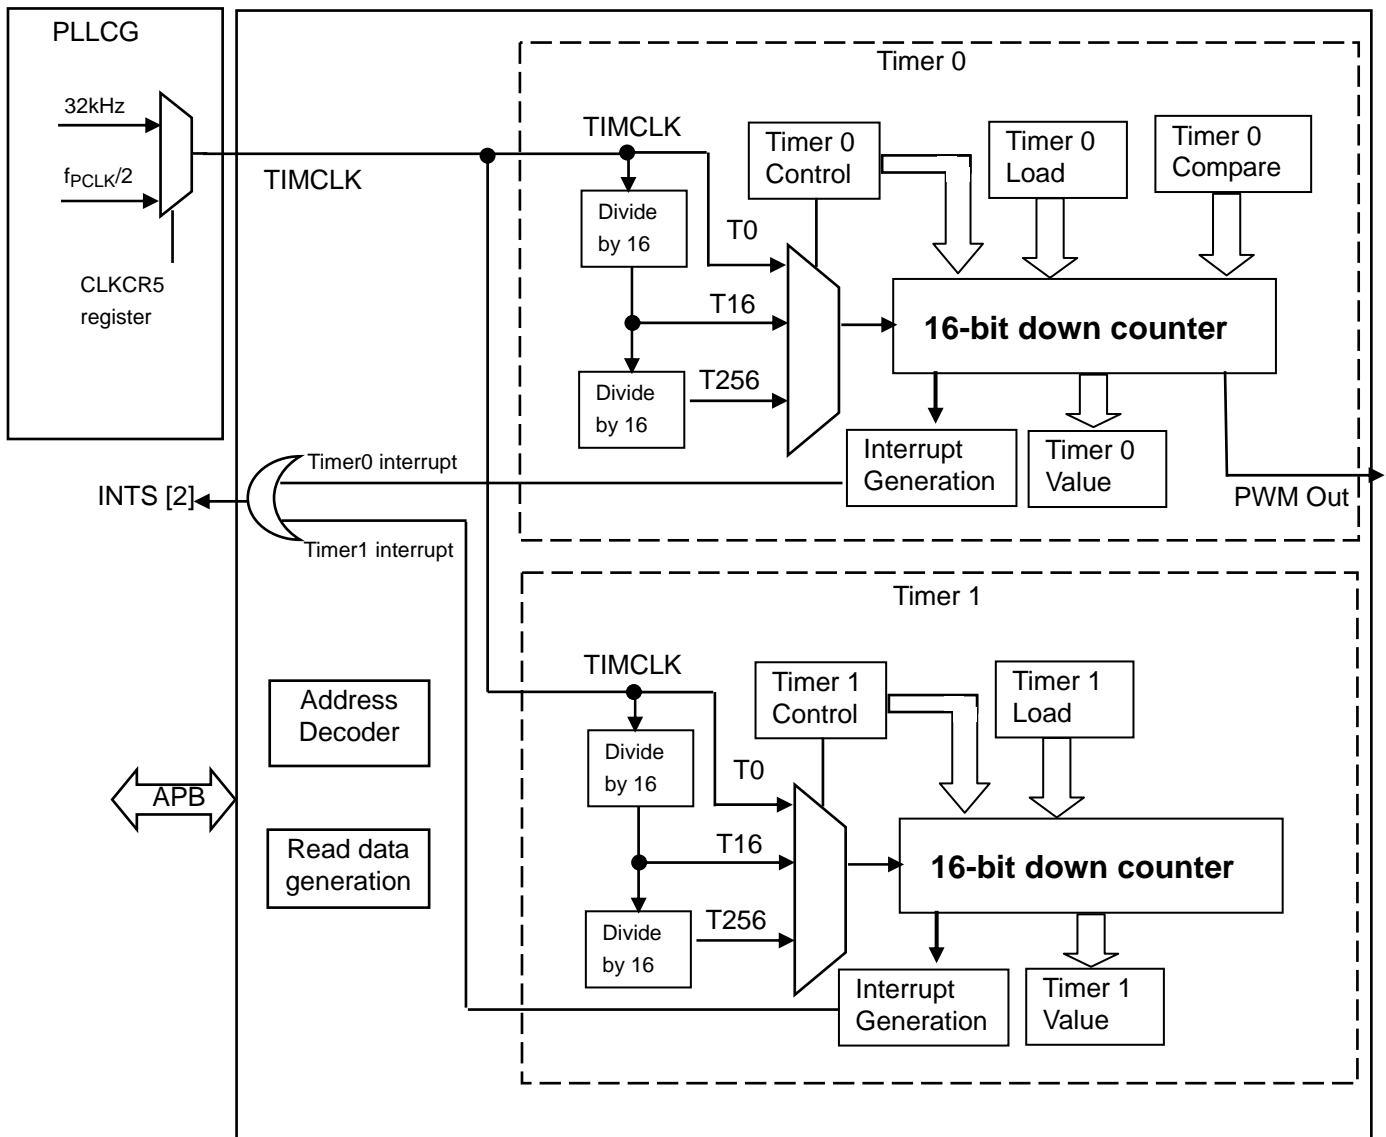 PLLCG
32kHz
fPCLK/2
CLKCR5
register
TIMCLK
Timer 0
TIMCLK
Timer 0
Control
Timer 0
Load
Timer 0
Compare
Divide
by 16
T0
T16
16-bit down counter
Divide
by 16
T256
Interrupt
Generation
Timer 0
Value
PWM Out
Timer0 interrupt
INTS [2]
Timer1 interrupt
Timer 1
TIMCLK
Timer 1
Control
Timer 1
Load
Address
Decoder
Divide
by 16
T0
APB
T16
16-bit down counter
Read data
generation
Divide
by 16
T256
Interrupt
Generation
Timer 1
Value